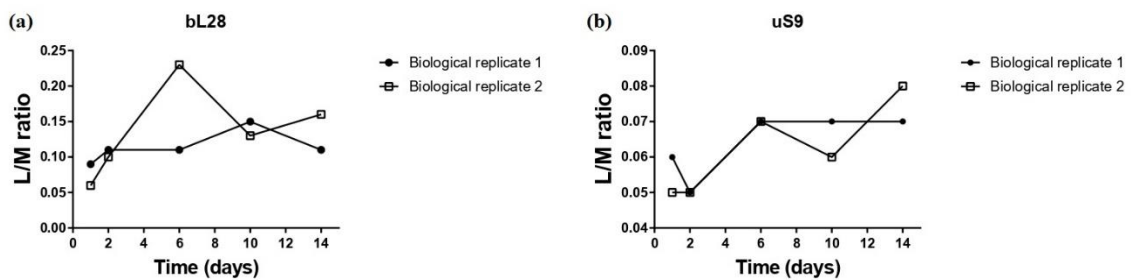 (a)
bL28
L/M ratio
0.25
0.20
0.15
0.10
0.05
0.00
0 2 4 6 8 10 12 14
Time (days)
Biological replicate 1
Biological replicate 2
(b)
uS9
L/M ratio
0.09
0.08
0.07
0.06
0.05
0.04
0 2 4 6 8 10 12 14
Time (days)
Biological replicate 1
Biological replicate 2